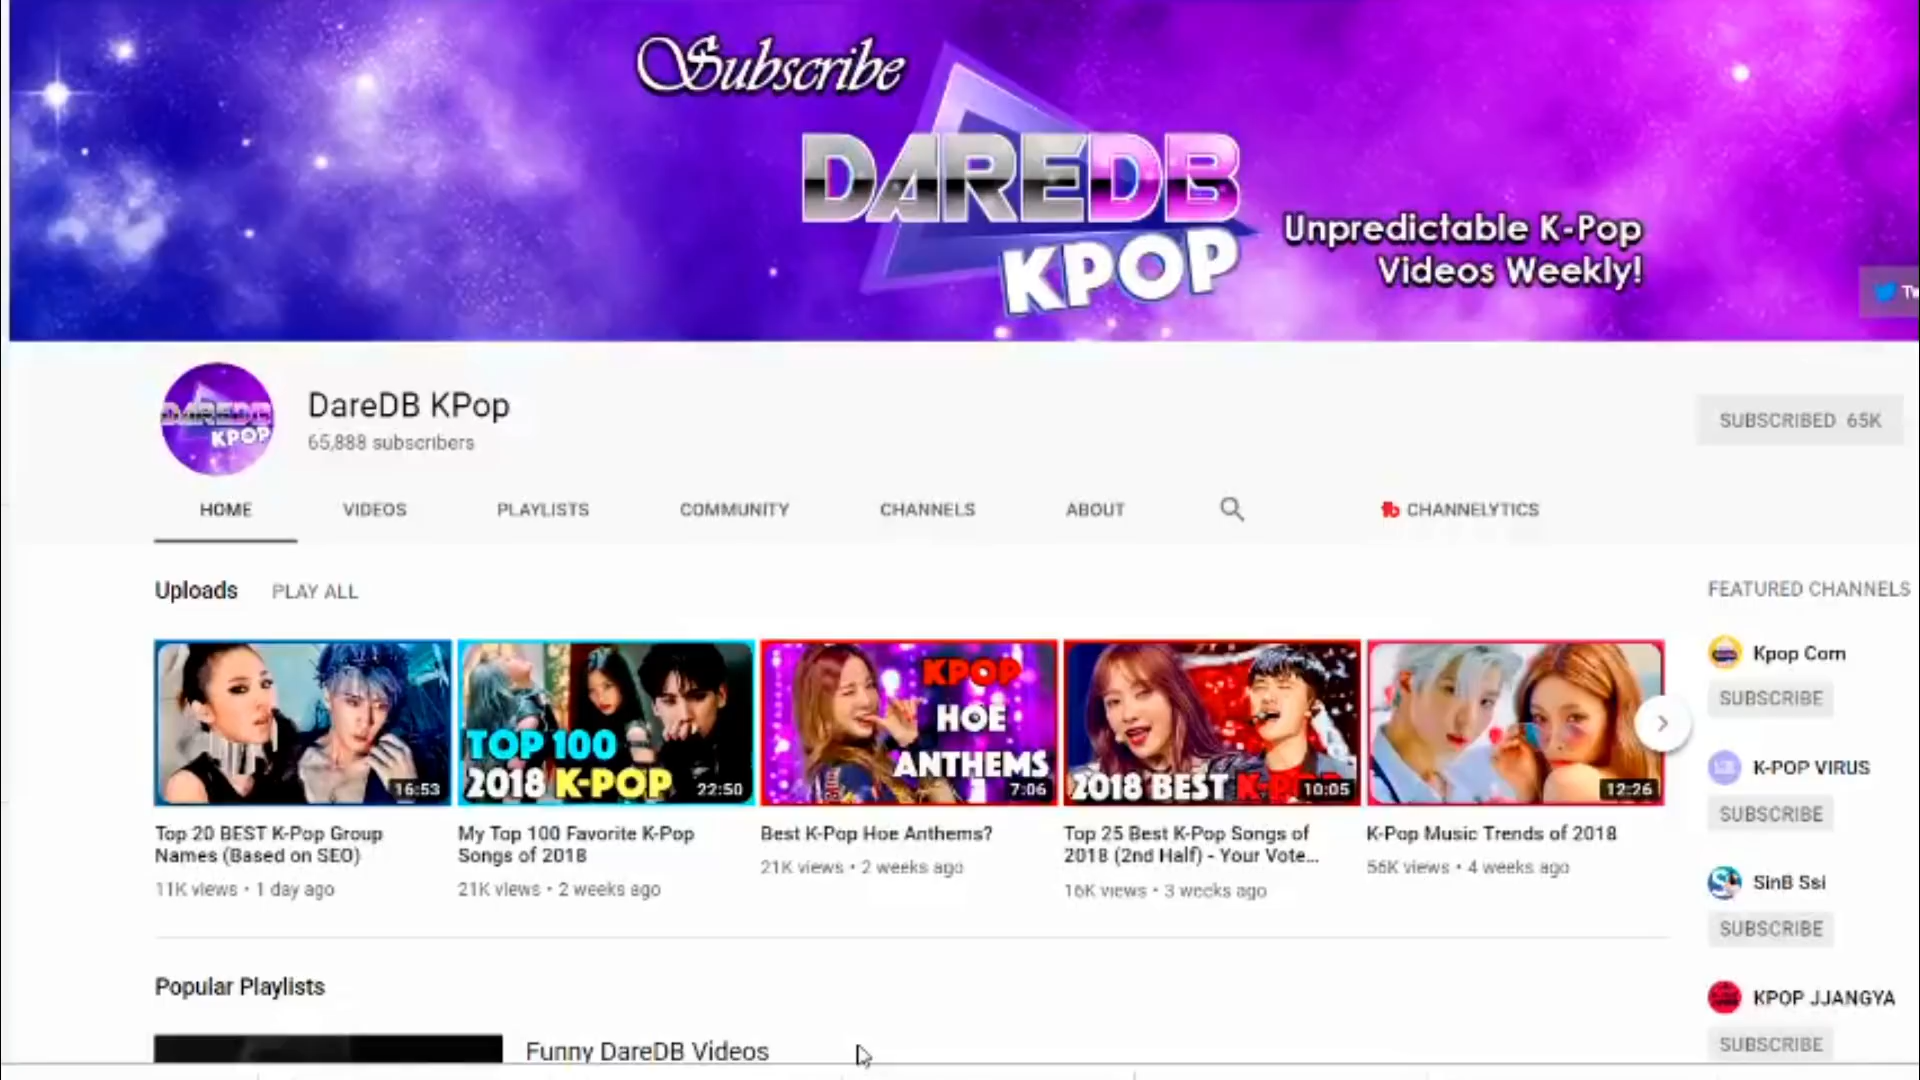 Subscribe
DAREDB
KPOP
Unpredictable K-Pop
Videos Weekly!
DAREDB
KPOP
DareDB KPop
65,888 subscribers
SUBSCRIBED 65K
HOME
VIDEOS
PLAYLISTS
COMMUNITY
CHANNELS
ABOUT
CHANNELYTICS
Uploads PLAY ALL
16:53
TOP 100
2018 K-POP
22:50
KPOP
HOE
ANTHEMS
7:06
2018 BEST
10:05
12:26
Top 20 BEST K-Pop Group
Names (Based on SEO)
11K views • 1 day ago
My Top 100 Favorite K-Pop
Songs of 2018
21K views • 2 weeks ago
Best K-Pop Hoe Anthems?
21K views • 2 weeks ago
Top 25 Best K-Pop Songs of
2018 (2nd Half) - Your Vote...
16K views • 3 weeks ago
K-Pop Music Trends of 2018
56K views • 4 weeks ago
FEATURED CHANNELS
Kpop Corn
SUBSCRIBE
K-POP VIRUS
SUBSCRIBE
SinB Ssi
SUBSCRIBE
KPOP JJANGYA
SUBSCRIBE
Popular Playlists
Funny DareDB Videos